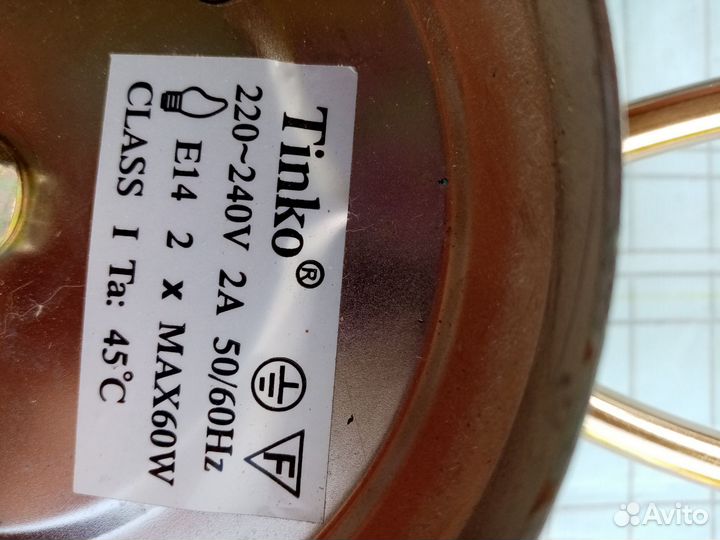 Tinko®
220~240V 2A 50/60Hz
E14 2 x MAX60W
CLASS I Ta: 45°C
F
Avito